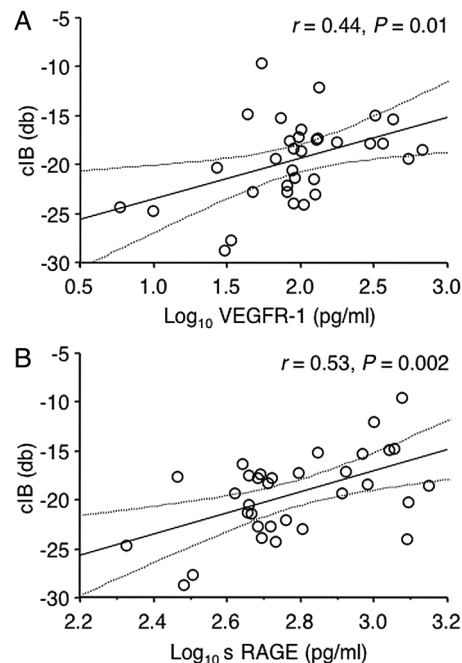 A
r = 0.44, P = 0.01
cIB (db)
-5
-10
-15
-20
-25
-30
0.5 1.0 1.5 2.0 2.5 3.0
Log₁₀ VEGFR-1 (pg/ml)
B
r = 0.53, P = 0.002
cIB (db)
-5
-10
-15
-20
-25
-30
2.2 2.4 2.6 2.8 3.0 3.2
Log₁₀ s RAGE (pg/ml)